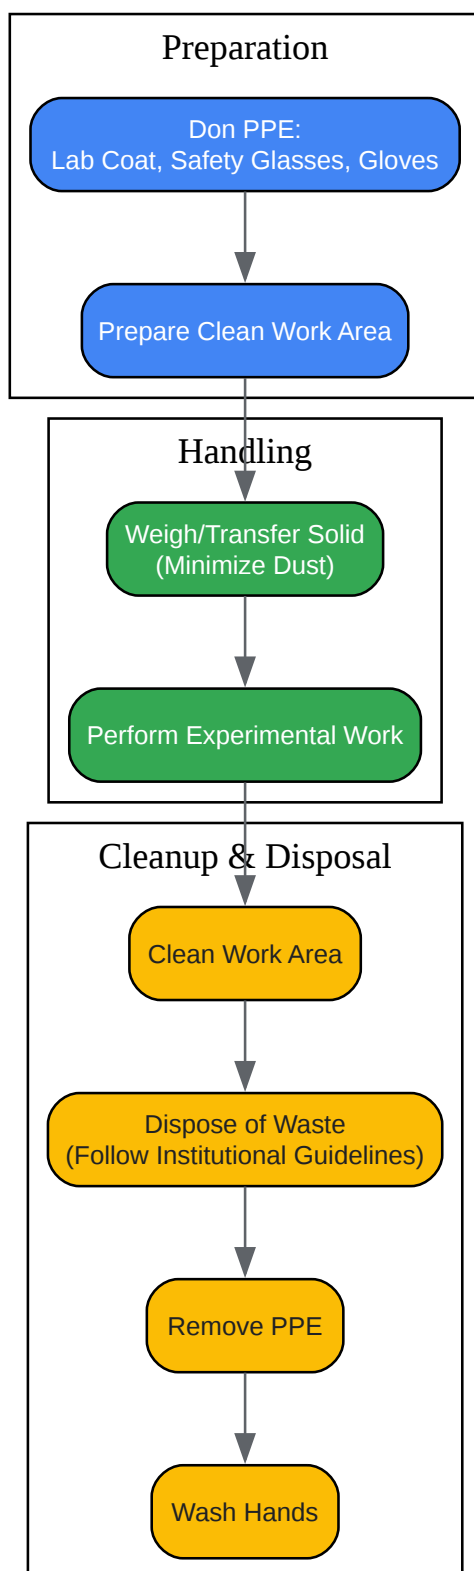 Preparation
Don PPE:
Lab Coat, Safety Glasses, Gloves
Prepare Clean Work Area
Handling
Weigh/Transfer Solid
(Minimize Dust)
Perform Experimental Work
Cleanup & Disposal
Clean Work Area
Dispose of Waste
(Follow Institutional Guidelines)
Remove PPE
Wash Hands